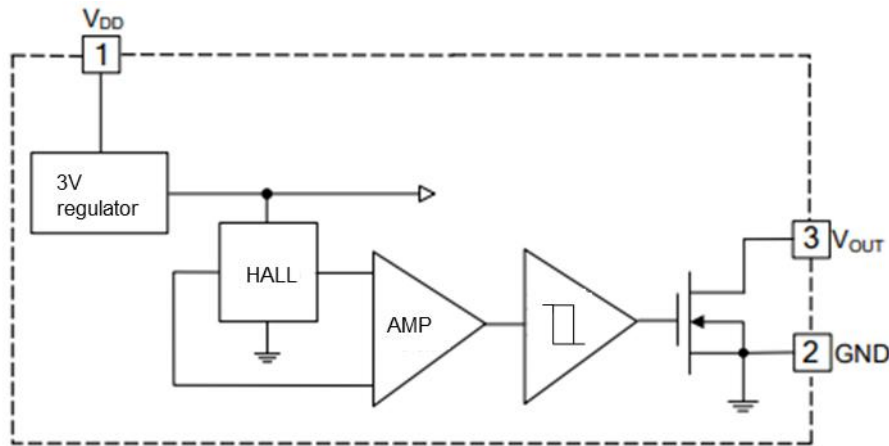 VDD
1
3V
regulator
HALL
AMP
3
VOUT
2
GND